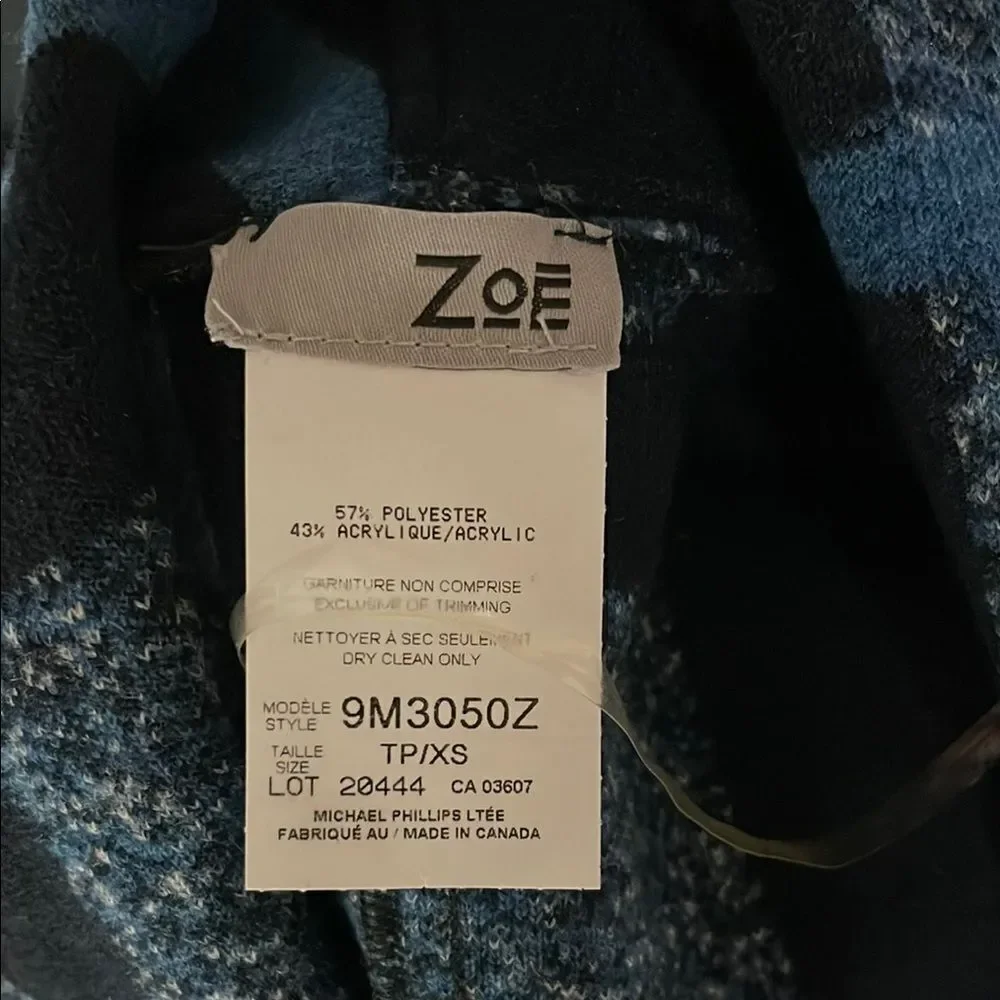 ZOE
57% POLYESTER
43% ACRYLIQUE/ACRYLIC
GARNITURE NON COMPRISE
EXCLUSIVE OF TRIMMING
NETTOYER À SEC SEULEMENT
DRY CLEAN ONLY
MODÈLE
STYLE 9M3050Z
TAILLE
SIZE TP/XS
LOT 20444 CA 03607
MICHAEL PHILLIPS LTÉE
FABRIQUÉ AU / MADE IN CANADA